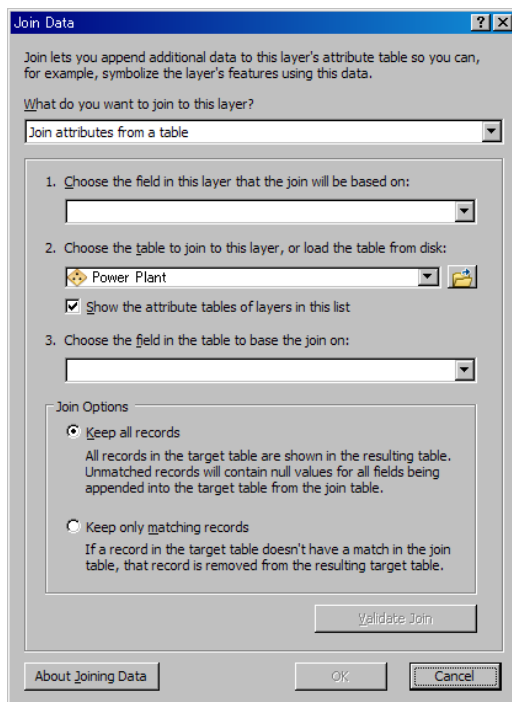 Join Data
Join lets you append additional data to this layer's attribute table so you can,
for example, symbolize the layer's features using this data.
What do you want to join to this layer?
Join attributes from a table
1. Choose the field in this layer that the join will be based on:
2. Choose the table to join to this layer, or load the table from disk:
Power Plant
Show the attribute tables of layers in this list
3. Choose the field in the table to base the join on:
Join Options
Keep all records
All records in the target table are shown in the resulting table.
Unmatched records will contain null values for all fields being
appended into the target table from the join table.
Keep only matching records
If a record in the target table doesn't have a match in the join
table, that record is removed from the resulting target table.
Validate Join
About Joining Data
OK
Cancel